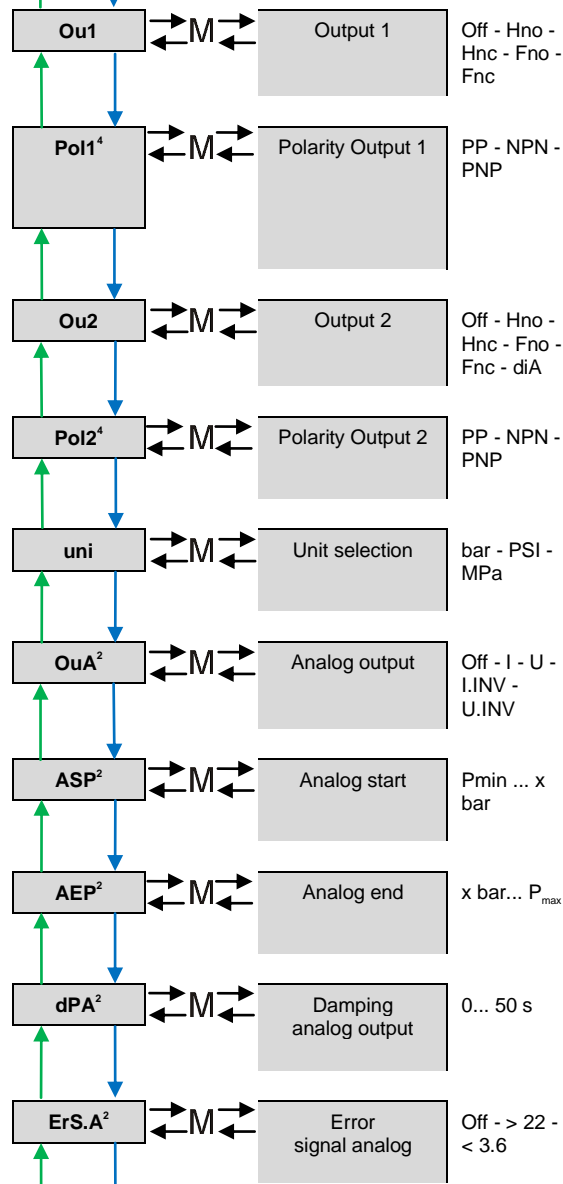 Ou1 M Output 1 Off - Hno -
Hnc - Fno -
Fnc
Pol1⁴ M Polarity Output 1 PP - NPN -
PNP
Ou2 M Output 2 Off - Hno -
Hnc - Fno -
Fnc - diA
Pol2⁴ M Polarity Output 2 PP - NPN -
PNP
uni M Unit selection bar - PSI -
MPa
OuA² M Analog output Off - I - U -
I.INV -
U.INV
ASP² M Analog start Pmin ... x
bar
AEP² M Analog end x bar... Pmax
dPA² M Damping 0... 50 s
analog output
ErS.A² M Error Off - > 22 -
signal analog < 3.6